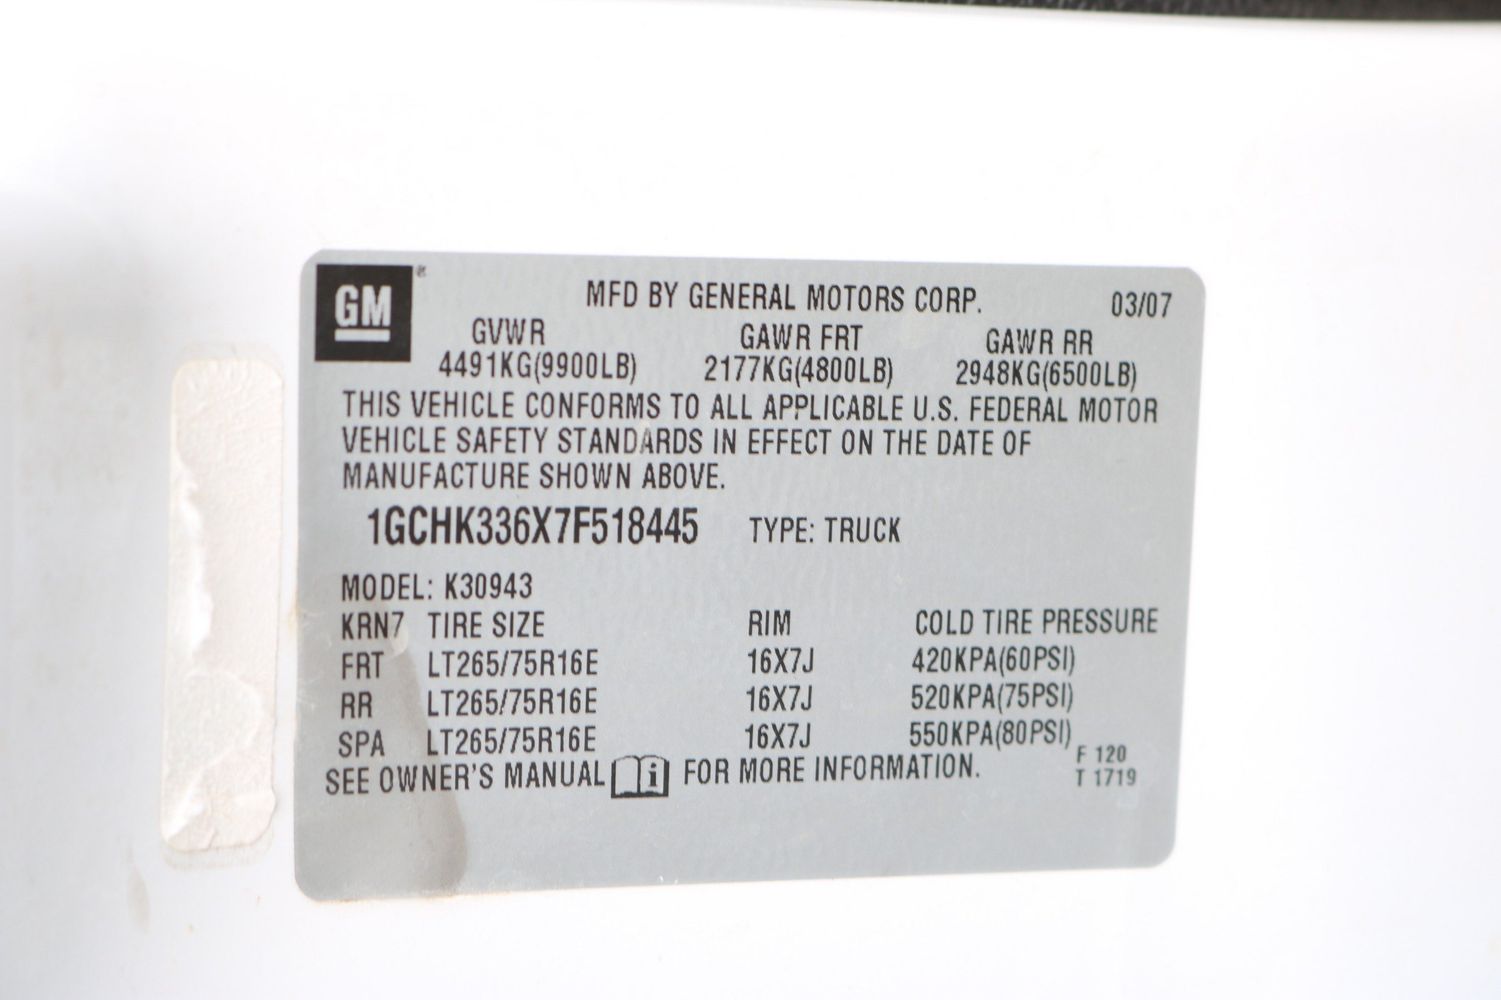 GM®
MFD BY GENERAL MOTORS CORP. 03/07
GVWR GAWR FRT GAWR RR
4491KG(9900LB) 2177KG(4800LB) 2948KG(6500LB)
THIS VEHICLE CONFORMS TO ALL APPLICABLE U.S. FEDERAL MOTOR
VEHICLE SAFETY STANDARDS IN EFFECT ON THE DATE OF
MANUFACTURE SHOWN ABOVE.
1GCHK336X7F518445 TYPE: TRUCK
MODEL: K30943
KRN7 TIRE SIZE RIM COLD TIRE PRESSURE
FRT LT265/75R16E 16X7J 420KPA(60PSI)
RR LT265/75R16E 16X7J 520KPA(75PSI)
SPA LT265/75R16E 16X7J 550KPA(80PSI)
SEE OWNER'S MANUAL i FOR MORE INFORMATION.
F 120
T 1719